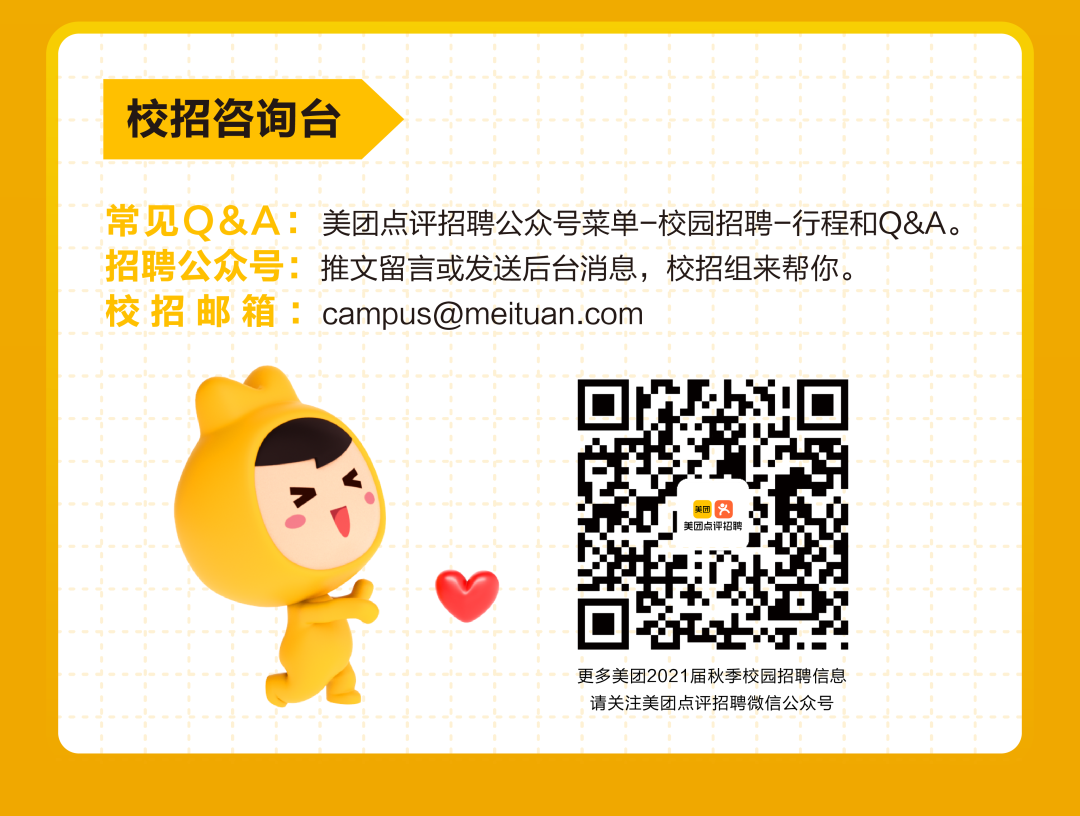 校招咨询台
常见Q&A：美团点评招聘公众号菜单-校园招聘-行程和Q&A。
招聘公众号：推文留言或发送后台消息，校招组来帮你。
校招邮箱：campus@meituan.com
美团
美团点评招聘
更多美团2021届秋季校园招聘信息
请关注美团点评招聘微信公众号